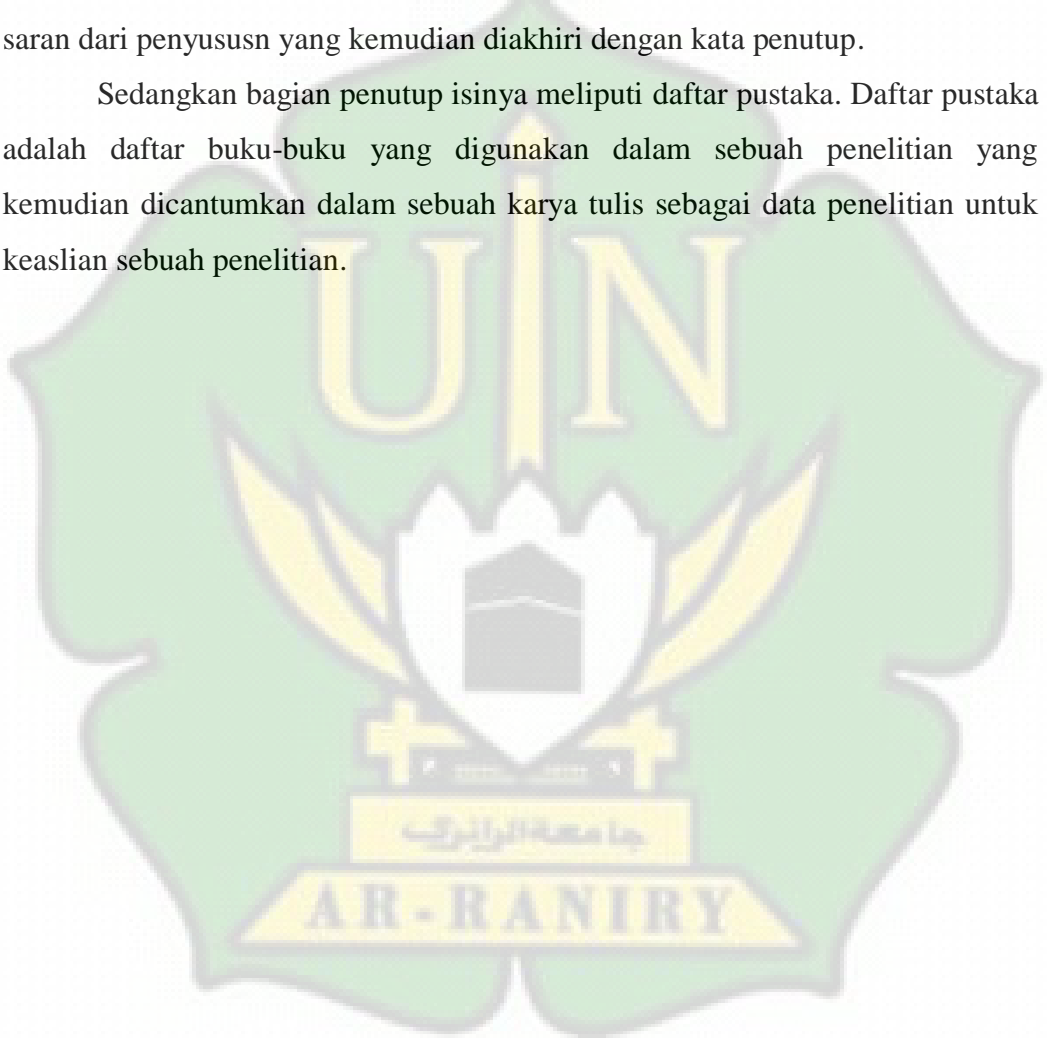 saran dari penyususn yang kemudian diakhiri dengan kata penutup.
Sedangkan bagian penutup isinya meliputi daftar pustaka. Daftar pustaka
adalah daftar buku-buku yang digunakan dalam sebuah penelitian yang
kemudian dicantumkan dalam sebuah karya tulis sebagai data penelitian untuk
keaslian sebuah penelitian.
UIN
جامعة الرانري
AR-RANIRY